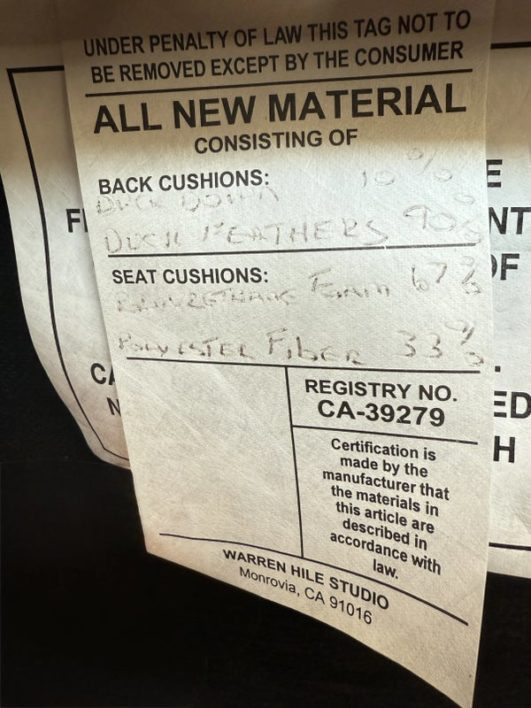 UNDER PENALTY OF LAW THIS TAG NOT TO
BE REMOVED EXCEPT BY THE CONSUMER
ALL NEW MATERIAL
CONSISTING OF
BACK CUSHIONS:
DUCK DOWN 10%
DUCK FEATHERS 90%
SEAT CUSHIONS:
POLYURETHANE FOAM 67%
POLYESTER FIBER 33%
REGISTRY NO.
CA-39279
Certification is
made by the
manufacturer that
the materials in
this article are
described in
accordance with
law.
WARREN HILE STUDIO
Monrovia, CA 91016